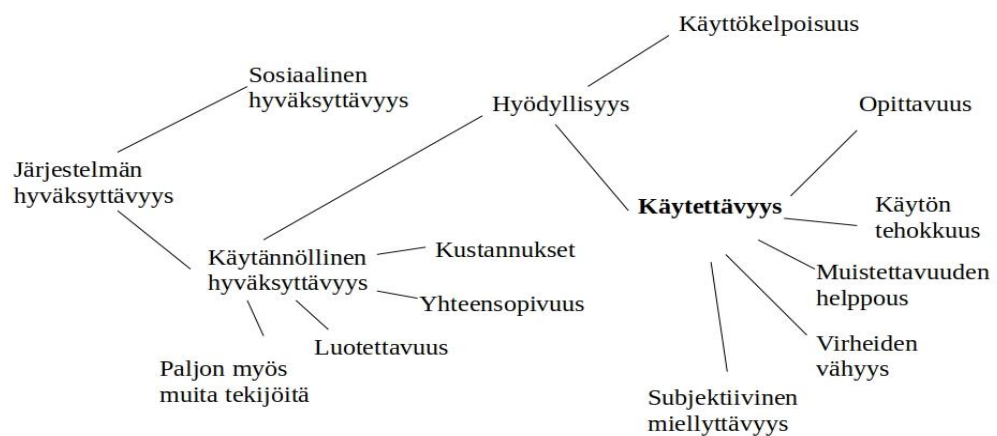 Käyttökelpoisuus
Sosiaalinen
hyväksyttävyys
Hyödyllisyys
Opittavuus
Järjestelmän
hyväksyttävyys
Käytettävyys
Käytön
tehokkuus
Käytännöllinen
hyväksyttävyys
Kustannukset
Muistettavuuden
helppous
Yhteensopivuus
Luotettavuus
Virheiden
vähyys
Paljon myös
muita tekijöitä
Subjektiivinen
miellyttävyys